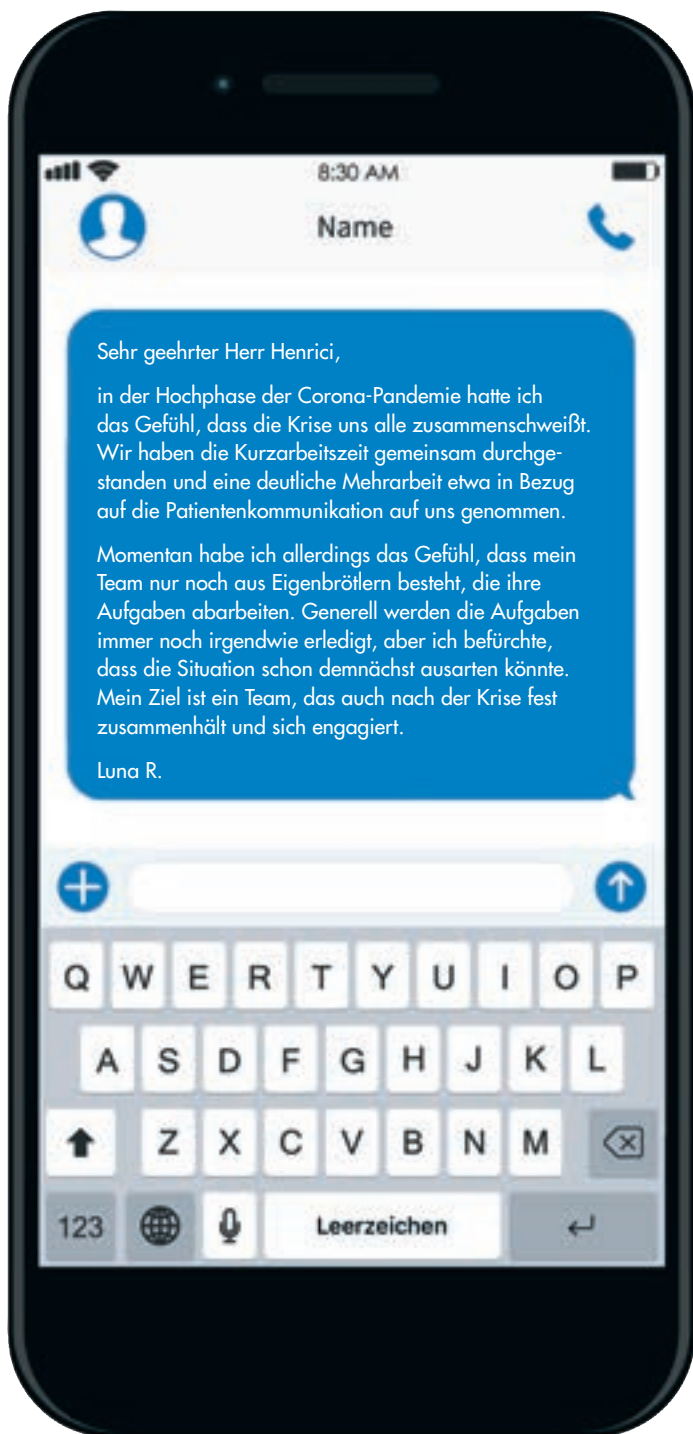 8:30 AM
Name
Sehr geehrter Herr Henrici,
in der Hochphase der Corona-Pandemie hatte ich
das Gefühl, dass die Krise uns alle zusammenschweißt.
Wir haben die Kurzarbeitszeit gemeinsam durchge-
standen und eine deutliche Mehrarbeit etwa in Bezug
auf die Patientenkommunikation auf uns genommen.
Momentan habe ich allerdings das Gefühl, dass mein
Team nur noch aus Eigenbrötlern besteht, die ihre
Aufgaben abarbeiten. Generell werden die Aufgaben
immer noch irgendwie erledigt, aber ich befürchte,
dass die Situation schon demnächst ausarten könnte.
Mein Ziel ist ein Team, das auch nach der Krise fest
zusammenhält und sich engagiert.
Luna R.
Q W E R T Y U I O P
A S D F G H J K L
Z X C V B N M
123 Leerzeichen